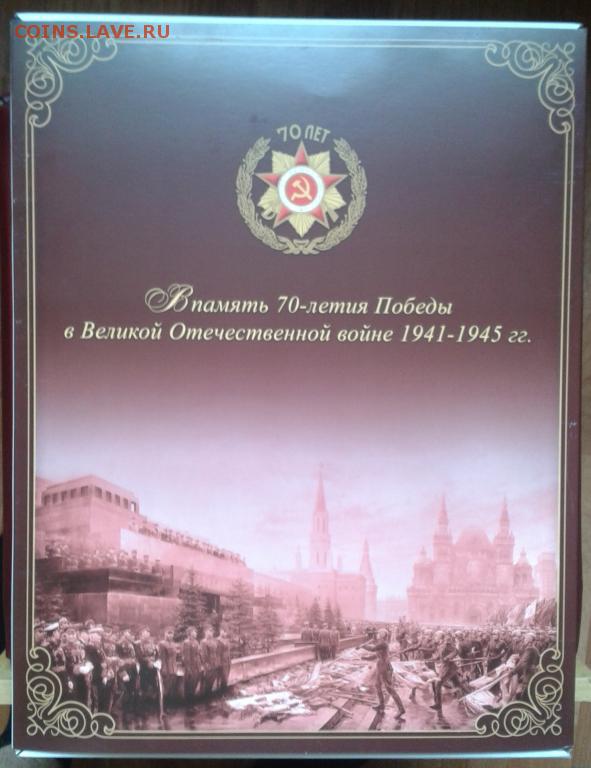 COINS.LAVE.RU
70 ЛЕТ
В память 70-летия Победы
в Великой Отечественной войне 1941-1945 гг.